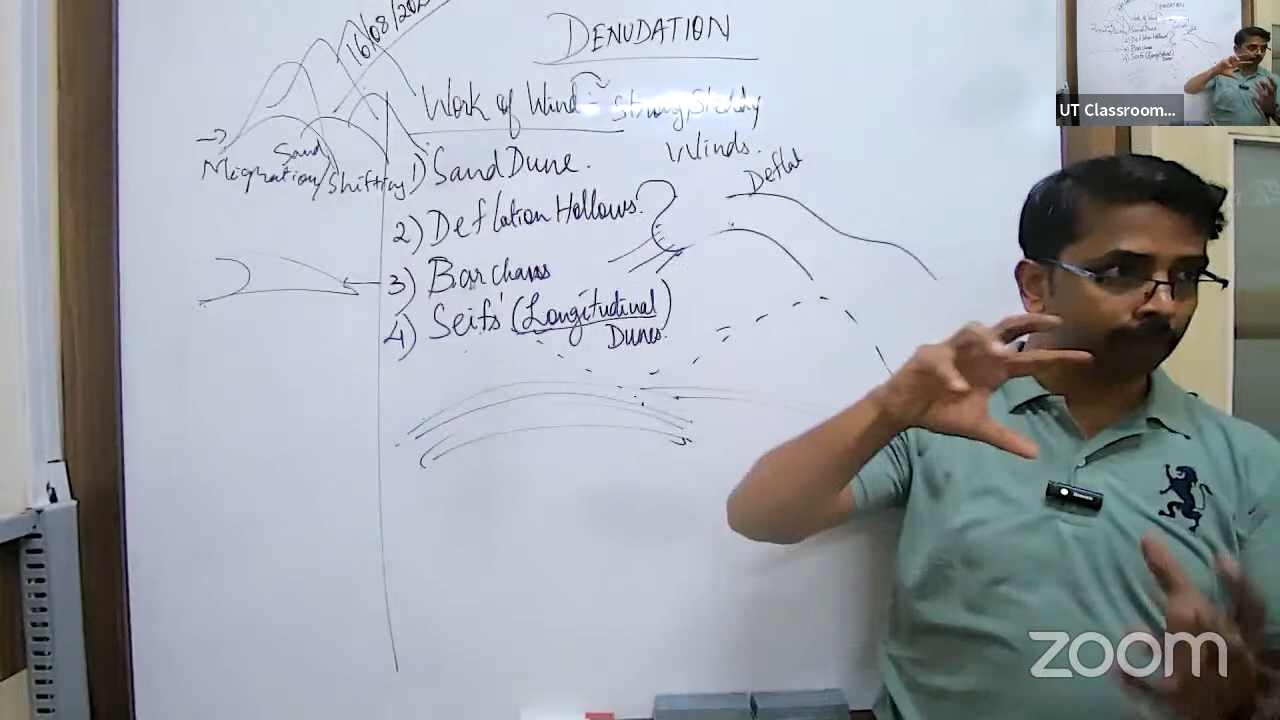 16/08/202
DENUDATION
Work of Wind :- Strong, Steady
Winds.
Sand
Migration/Shifting
1) Sand Dune.
Deflat
2) Deflation Hollows.
3) Barchans
4) Seifs' (Longitudinal)
Dunes.
UT Classroom...
zoom